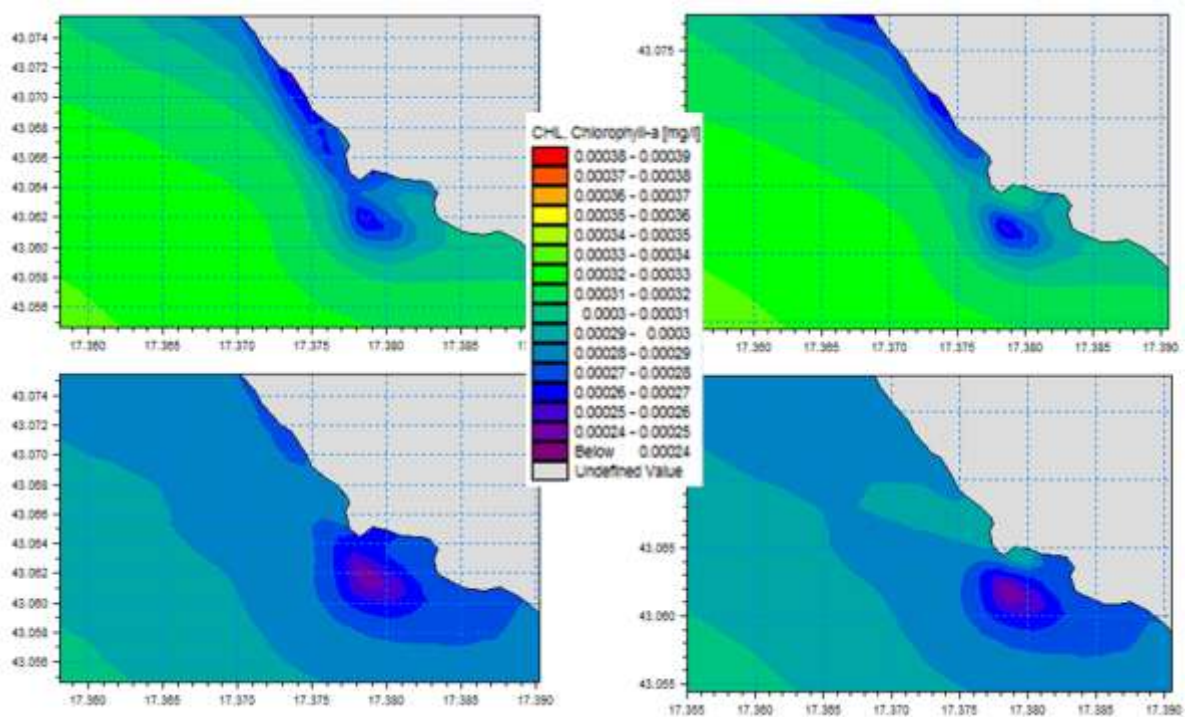 43.074
43.072
43.070
43.068
43.066
43.064
43.062
43.060
43.058
43.056
17.360 17.365 17.370 17.375 17.380 17.385
43.075
17.360 17.365 17.370 17.375 17.380 17.385 17.390
CHL. Chlorophyll-a [mg/l]
0.00038 - 0.00039
0.00037 - 0.00038
0.00036 - 0.00037
0.00035 - 0.00036
0.00034 - 0.00035
0.00033 - 0.00034
0.00032 - 0.00033
0.00031 - 0.00032
0.0003 - 0.00031
0.00029 - 0.0003
0.00028 - 0.00029
0.00027 - 0.00028
0.00026 - 0.00027
0.00025 - 0.00026
0.00024 - 0.00025
Below 0.00024
Undefined Value
43.074
43.072
43.070
43.068
43.066
43.064
43.062
43.060
43.058
43.056
17.360 17.365 17.370 17.375 17.380 17.385 17.390
43.065
43.060
43.055
17.355 17.360 17.365 17.370 17.375 17.380 17.385 17.390